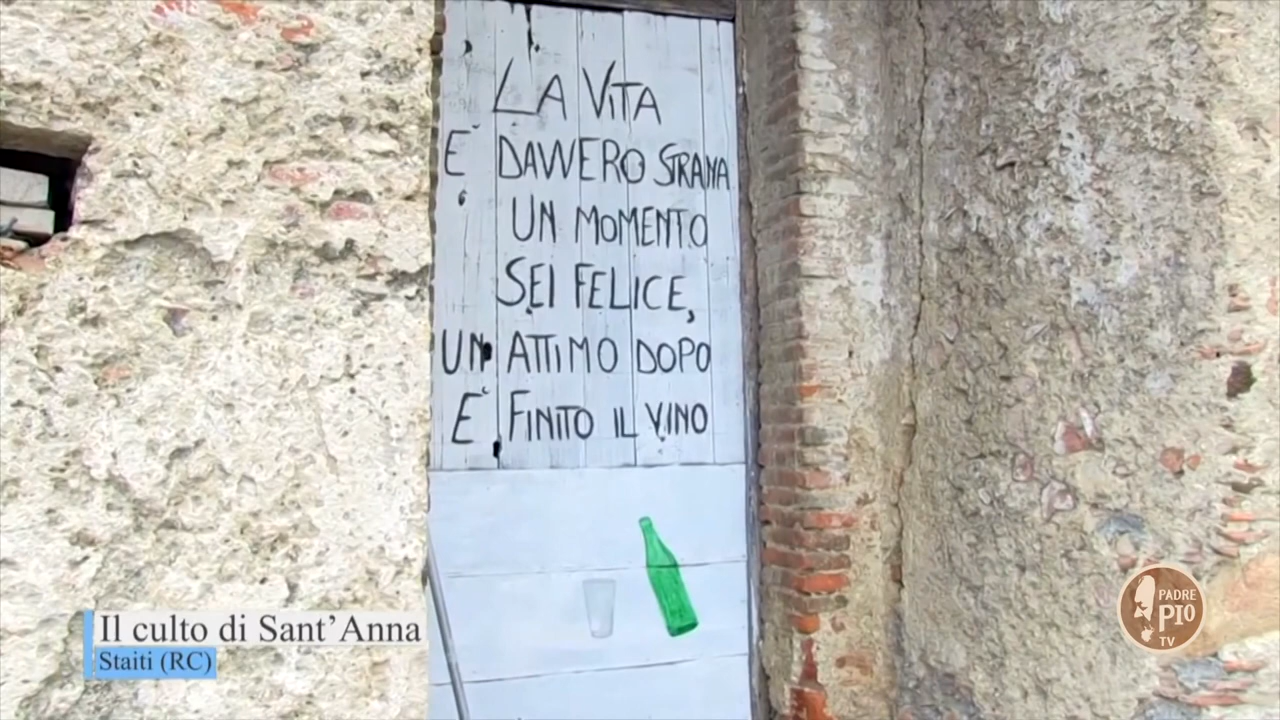 LA VITA
E` DAVVERO STRANA
UN MOMENTO
SEI FELICE,
UN ATTIMO DOPO
E` FINITO IL VINO
Il culto di Sant'Anna
Staiti (RC)
PADRE
PIO
TV